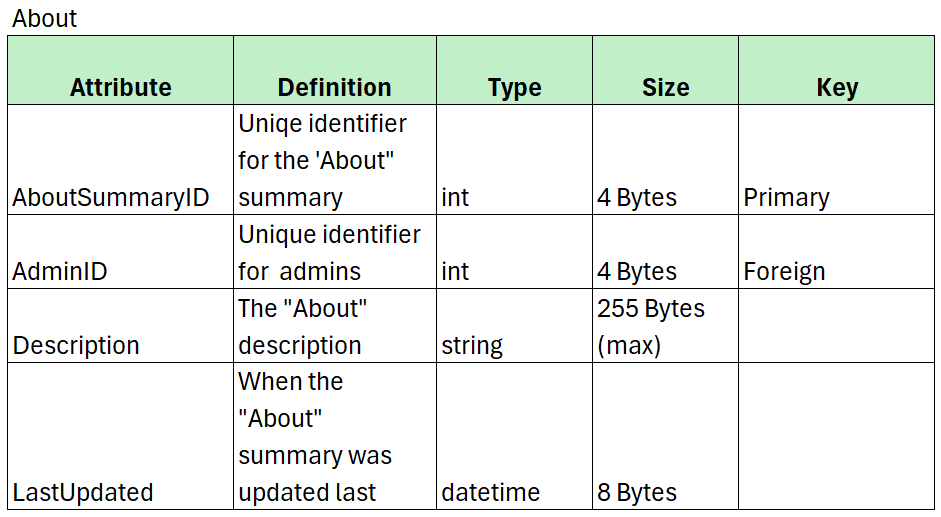 About
Attribute Definition Type Size Key
Uniqe identifier
for the 'About"
AboutSummaryID summary int 4 Bytes Primary
Unique identifier
AdminID for  admins int 4 Bytes Foreign
The "About" 255 Bytes
Description description string (max)
When the
"About"
summary was
LastUpdated updated last datetime 8 Bytes